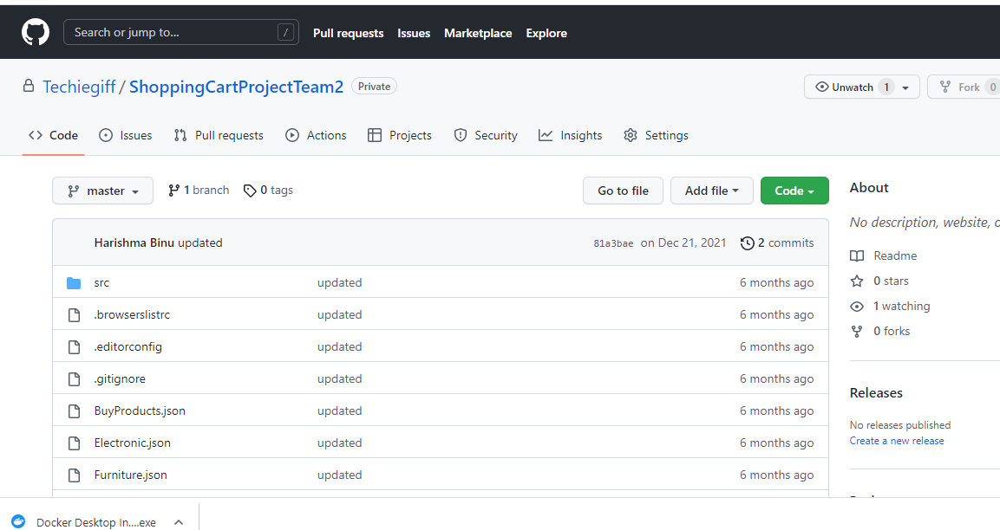 Search or jump to... /
Pull requests Issues Marketplace Explore
Techiegiff / ShoppingCartProjectTeam2 Private
Unwatch 1 Fork 0
Code Issues Pull requests Actions Projects Security Insights Settings
master 1 branch 0 tags Go to file Add file Code
Harishma Binu updated 81a3bae on Dec 21, 2021 2 commits
src updated 6 months ago
.browserslistrc updated 6 months ago
.editorconfig updated 6 months ago
.gitignore updated 6 months ago
BuyProducts.json updated 6 months ago
Electronic.json updated 6 months ago
Furniture.json updated 6 months ago
About
No description, website, o
Readme
0 stars
1 watching
0 forks
Releases
No releases published
Create a new release
Docker Desktop In....exe